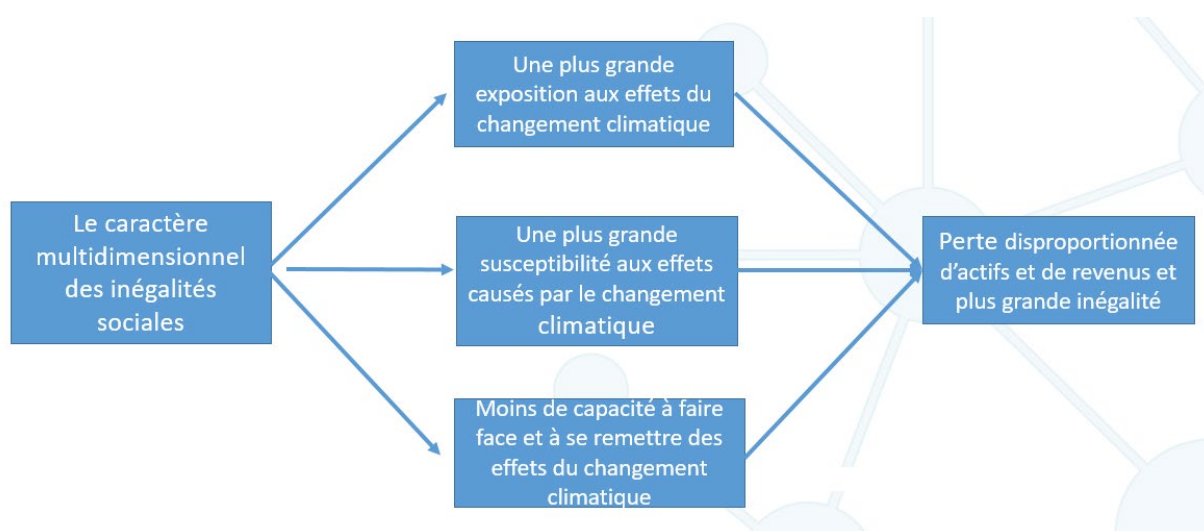 Une plus grande
exposition aux effets du
changement climatique
Le caractère
multidimensionnel
des inégalités
sociales
Une plus grande
susceptibilité aux effets
causés par le changement
climatique
Perte disproportionnée
d’actifs et de revenus et
plus grande inégalité
Moins de capacité à faire
face et à se remettre des
effets du changement
climatique